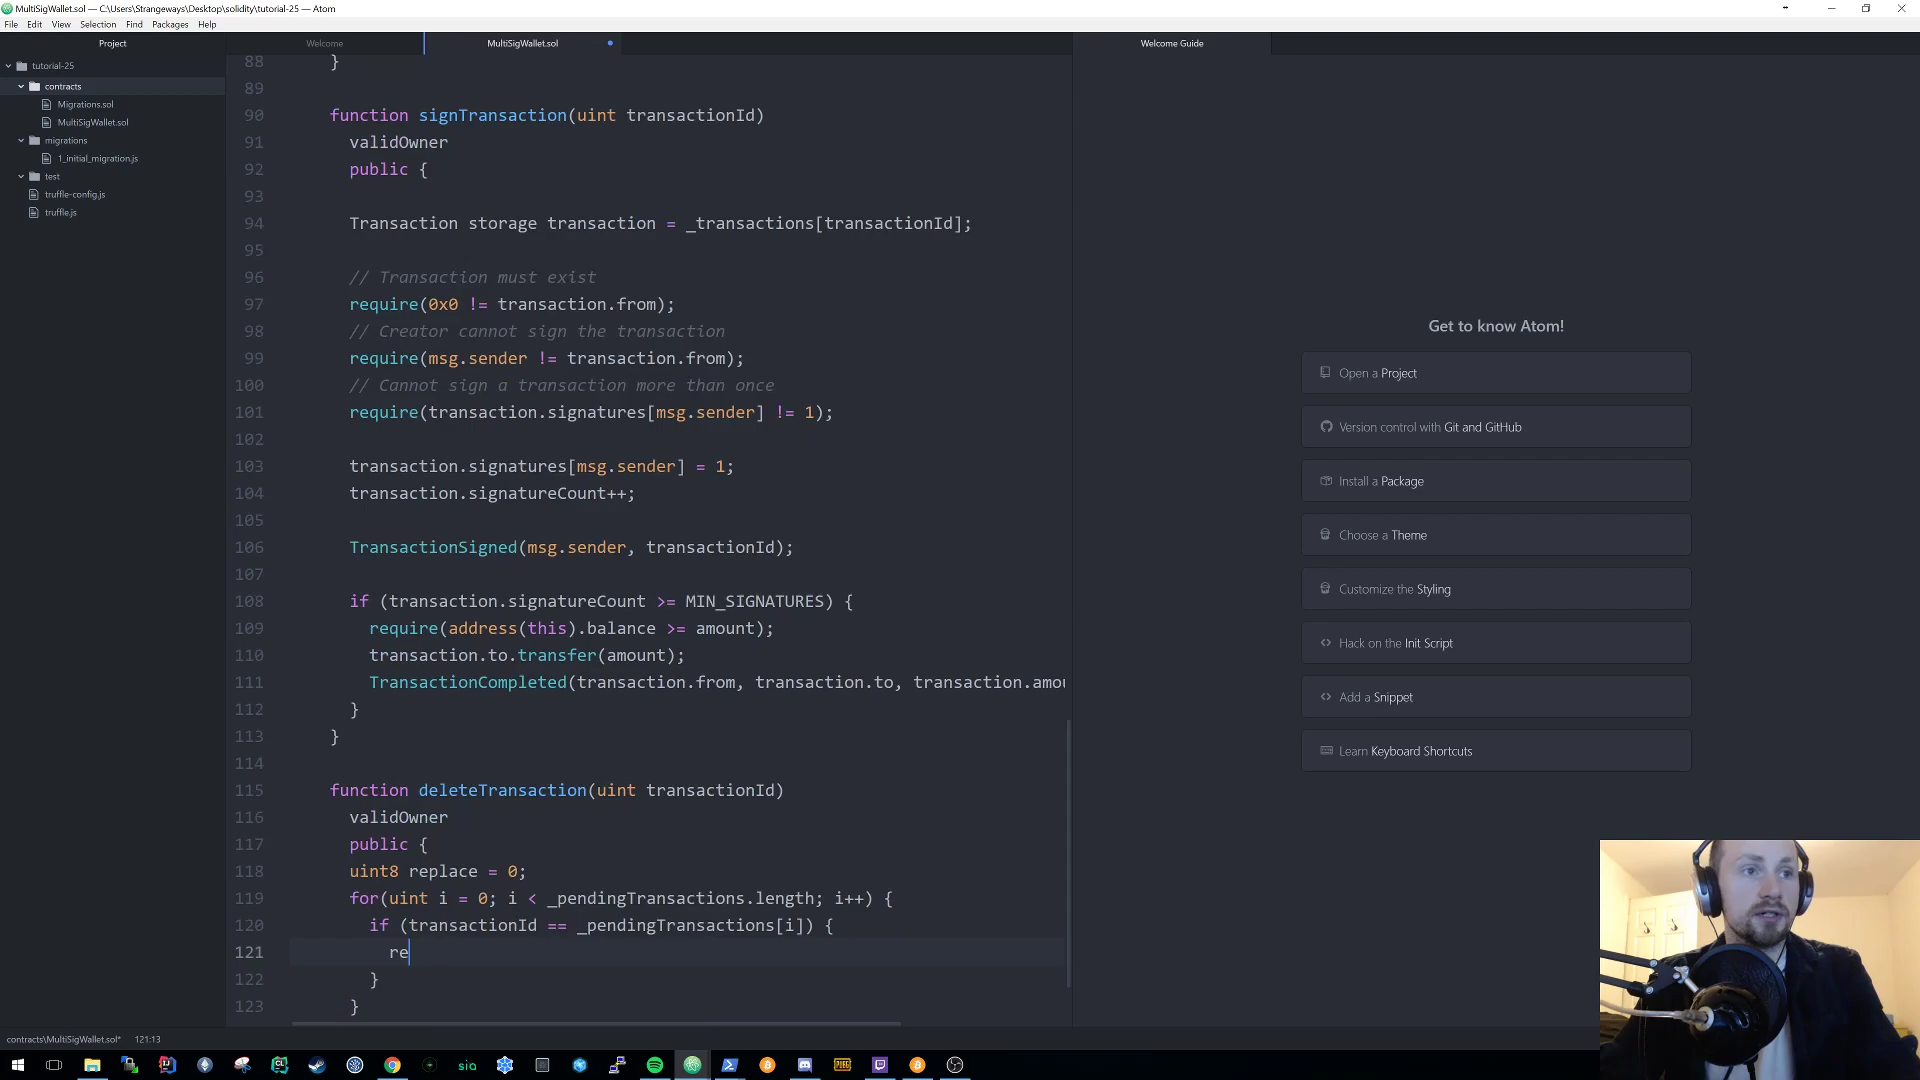 MultiSigWallet.sol — C:\Users\Strangeways\Desktop\solidity\tutorial-25 — Atom
File Edit View Selection Find Packages Help
Project
Welcome
MultiSigWallet.sol
Welcome Guide
tutorial-25
contracts
Migrations.sol
MultiSigWallet.sol
migrations
1_initial_migration.js
test
truffle-config.js
truffle.js
88 }
89
90 function signTransaction(uint transactionId)
91 validOwner
92 public {
93
94 Transaction storage transaction = _transactions[transactionId];
95
96 // Transaction must exist
97 require(0x0 != transaction.from);
98 // Creator cannot sign the transaction
99 require(msg.sender != transaction.from);
100 // Cannot sign a transaction more than once
101 require(transaction.signatures[msg.sender] != 1);
102
103 transaction.signatures[msg.sender] = 1;
104 transaction.signatureCount++;
105
106 TransactionSigned(msg.sender, transactionId);
107
108 if (transaction.signatureCount >= MIN_SIGNATURES) {
109 require(address(this).balance >= amount);
110 transaction.to.transfer(amount);
111 TransactionCompleted(transaction.from, transaction.to, transaction.amou
112 }
113 }
114
115 function deleteTransaction(uint transactionId)
116 validOwner
117 public {
118 uint8 replace = 0;
119 for(uint i = 0; i < _pendingTransactions.length; i++) {
120 if (transactionId == _pendingTransactions[i]) {
121 re
122 }
123 }
Get to know Atom!
Open a Project
Version control with Git and GitHub
Install a Package
Choose a Theme
Customize the Styling
Hack on the Init Script
Add a Snippet
Learn Keyboard Shortcuts
contracts\MultiSigWallet.sol* 121:13
sia